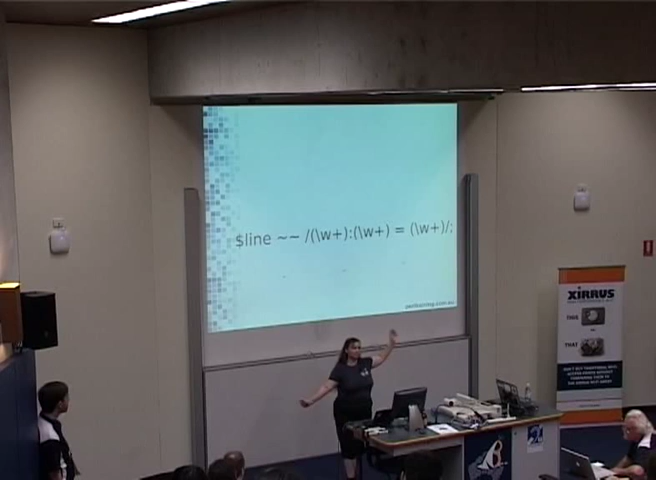 $line ~~ /(\w+):(\w+) = (\w+)/;
perltraining.com.au
XIRRUS
THIS
THAT